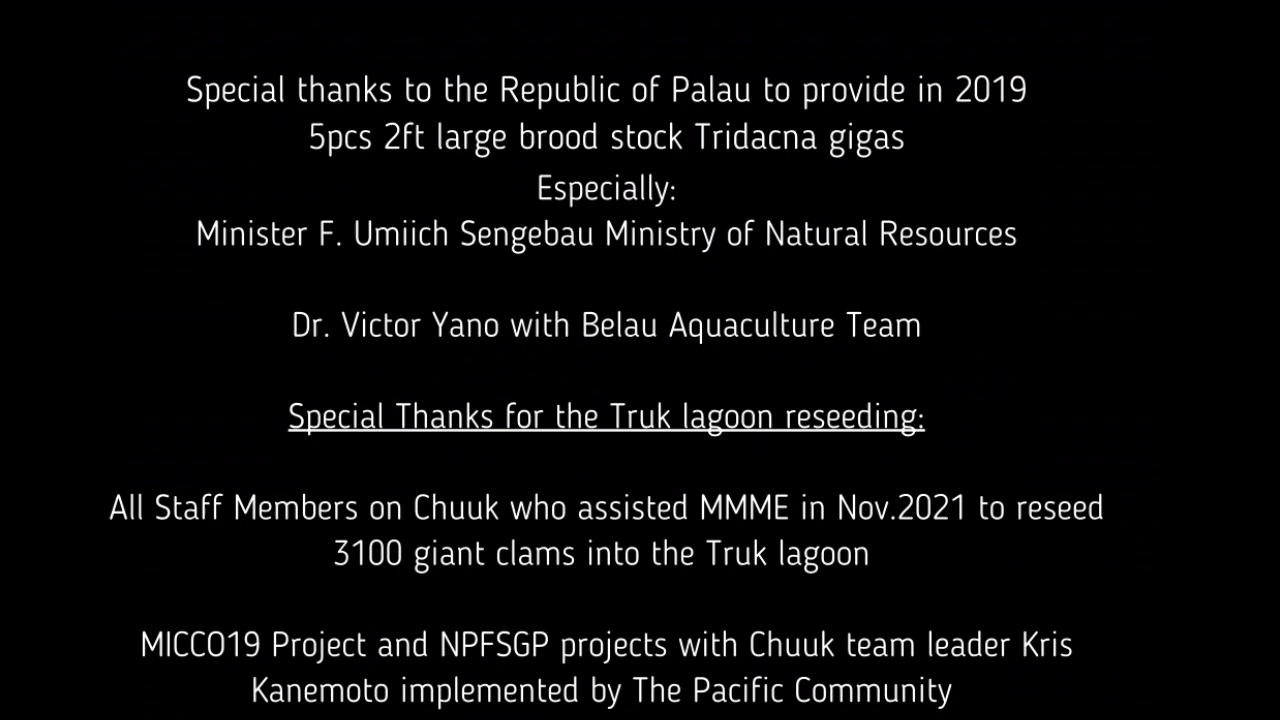 Special thanks to the Republic of Palau to provide in 2019
5pcs 2ft large brood stock Tridacna gigas
Especially:
Minister F. Umiich Sengebau Ministry of Natural Resources
Dr. Victor Yano with Belau Aquaculture Team
Special Thanks for the Truk lagoon reseeding:
All Staff Members on Chuuk who assisted MMME in Nov.2021 to reseed
3100 giant clams into the Truk lagoon
MICCO19 Project and NPFSGP projects with Chuuk team leader Kris
Kanemoto implemented by The Pacific Community